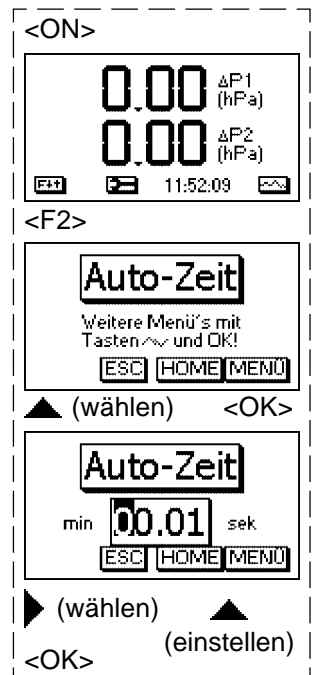 <ON>
0.00 ΔP1
(hPa)
0.00 ΔP2
(hPa)
F++ 11:52:09
<F2>
Auto-Zeit
Weitere Menü's mit
Tasten und OK!
ESC HOME MENÜ
(wählen) <OK>
Auto-Zeit
min 00.01 sek
ESC HOME MENÜ
(wählen)
(einstellen)
<OK>